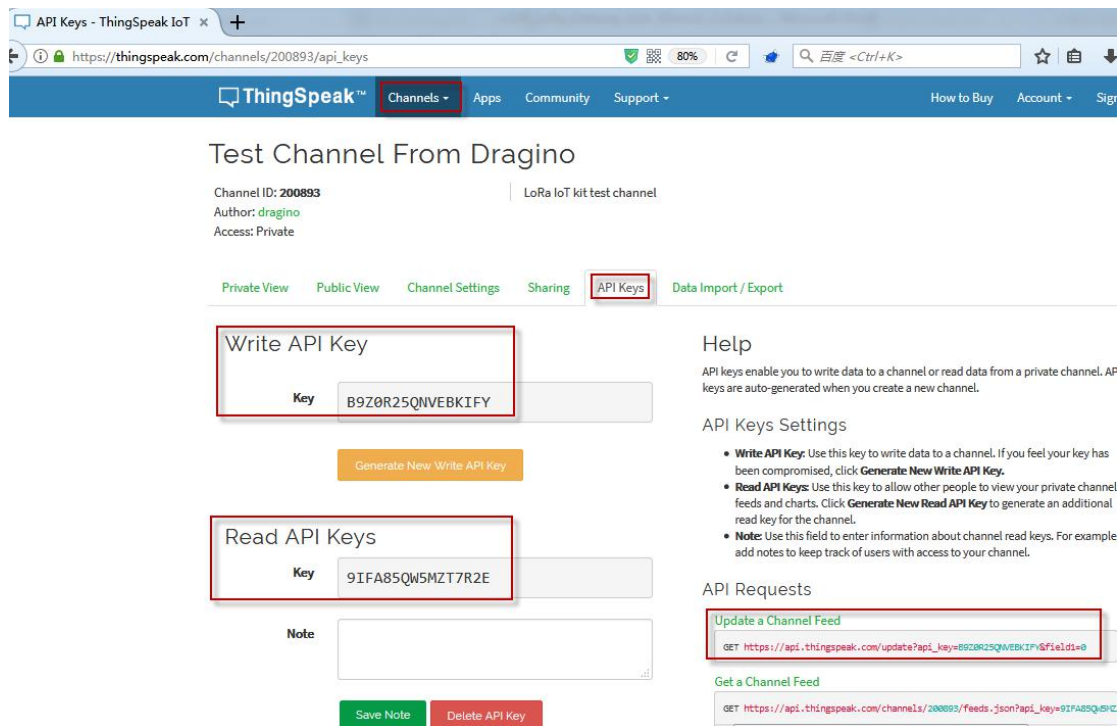 API Keys - ThingSpeak IoT × +
https://thingspeak.com/channels/200893/api_keys 80% 百度 <Ctrl+K>
ThingSpeak™ Channels Apps Community Support How to Buy Account Sign
Test Channel From Dragino
Channel ID: 200893
LoRa IoT kit test channel
Author: dragino
Access: Private
Private View Public View Channel Settings Sharing API Keys Data Import / Export
Write API Key
Key B9Z0R25QNVEBKIFY
Generate New Write API Key
Read API Keys
Key 9IFA85QW5MZT7R2E
Note
Save Note Delete API Key
Help
API keys enable you to write data to a channel or read data from a private channel. AP
keys are auto-generated when you create a new channel.
API Keys Settings
• Write API Key: Use this key to write data to a channel. If you feel your key has
been compromised, click Generate New Write API Key.
• Read API Keys: Use this key to allow other people to view your private channel
feeds and charts. Click Generate New Read API Key to generate an additional
read key for the channel.
• Note: Use this field to enter information about channel read keys. For example
add notes to keep track of users with access to your channel.
API Requests
Update a Channel Feed
GET https://api.thingspeak.com/update?api_key=B9Z0R25QNVEBKIFY&field1=0
Get a Channel Feed
GET https://api.thingspeak.com/channels/200893/feeds.json?api_key=9IFA85QW5MZ